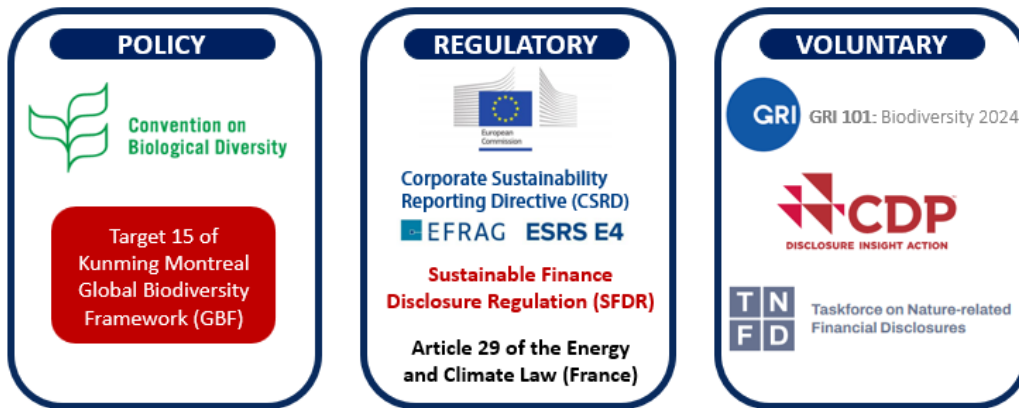 POLICY
Convention on
Biological Diversity
Target 15 of
Kunming Montreal
Global Biodiversity
Framework (GBF)
REGULATORY
European
Commission
Corporate Sustainability
Reporting Directive (CSRD)
EFRAG ESRS E4
Sustainable Finance
Disclosure Regulation (SFDR)
Article 29 of the Energy
and Climate Law (France)
VOLUNTARY
GRI GRI 101: Biodiversity 2024
CDP
DISCLOSURE INSIGHT ACTION
TN
FD
Taskforce on Nature-related
Financial Disclosures